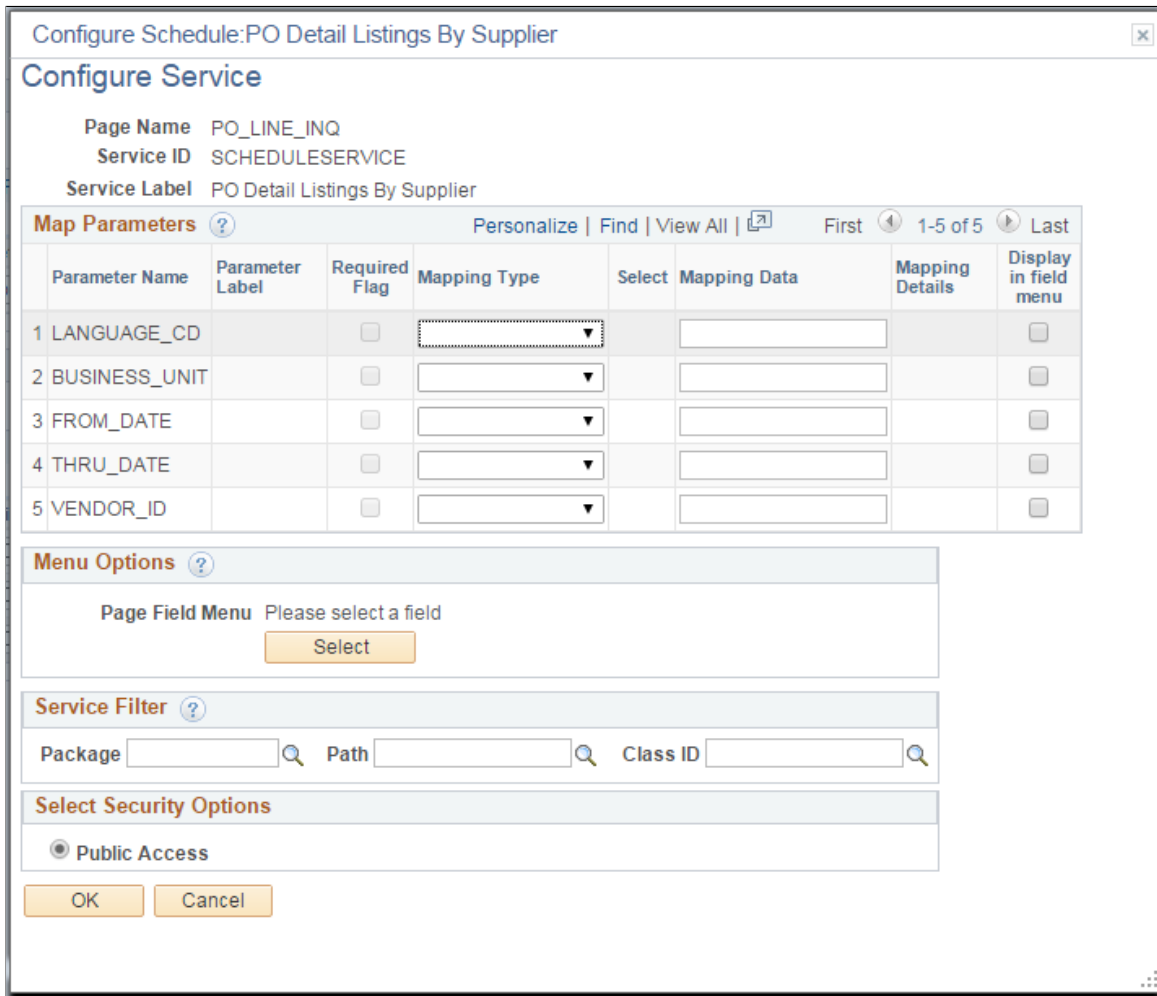 Configure Schedule:PO Detail Listings By Supplier
Configure Service
Page Name PO_LINE_INQ
Service ID SCHEDULESERVICE
Service Label PO Detail Listings By Supplier
Map Parameters ? Personalize | Find | View All | First 1-5 of 5 Last
Parameter Name Parameter Label Required Flag Mapping Type Select Mapping Data Mapping Details Display in field menu
1 LANGUAGE_CD
2 BUSINESS_UNIT
3 FROM_DATE
4 THRU_DATE
5 VENDOR_ID
Menu Options ?
Page Field Menu Please select a field
Select
Service Filter ?
Package Path Class ID
Select Security Options
Public Access
OK Cancel